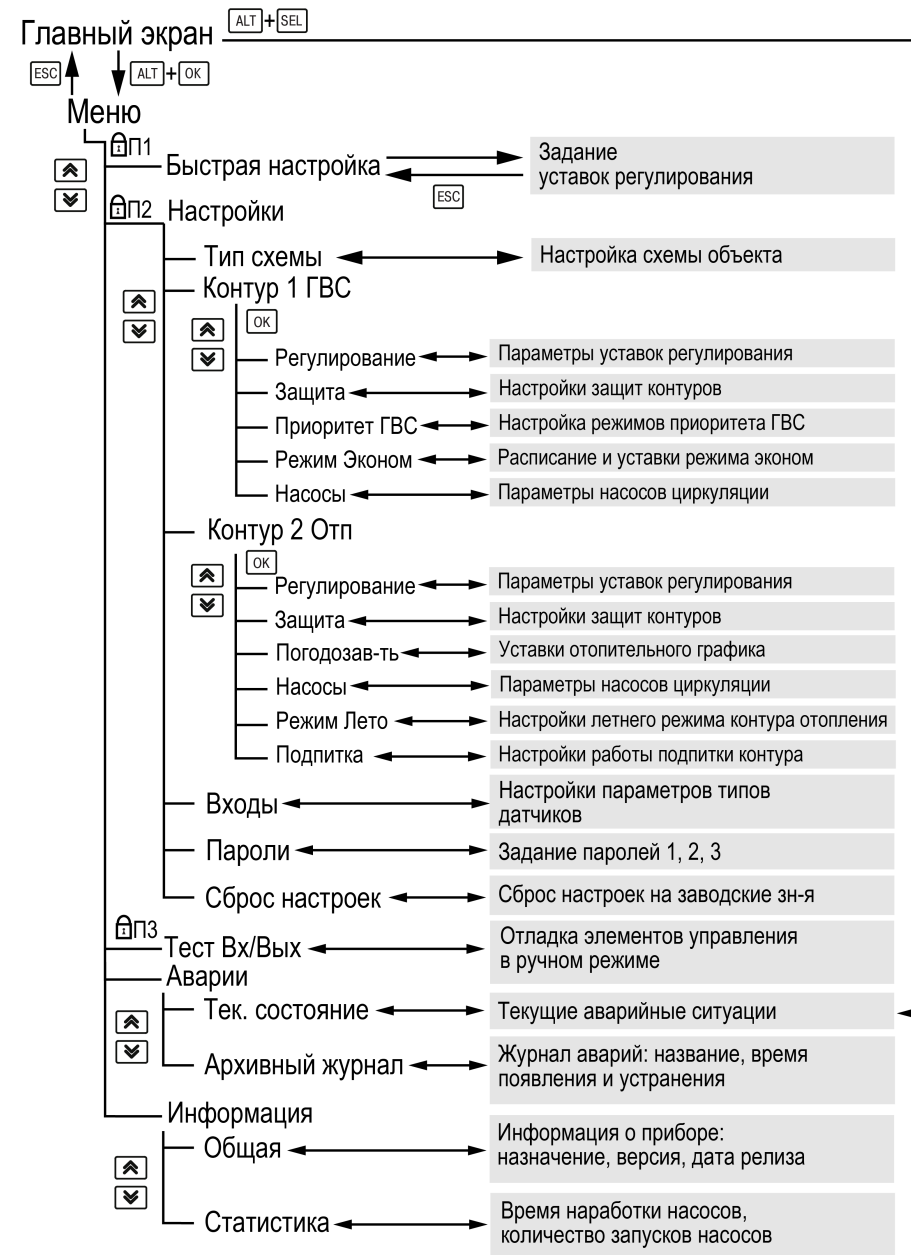 Главный экран ALT+SEL
ESC ALT+OK
Меню
П1
Быстрая настройка
Задание
уставок регулирования
ESC
П2 Настройки
Тип схемы Настройка схемы объекта
Контур 1 ГВС
OK
Регулирование Параметры уставок регулирования
Защита Настройки защит контуров
Приоритет ГВС Настройка режимов приоритета ГВС
Режим Эконом Расписание и уставки режима эконом
Насосы Параметры насосов циркуляции
Контур 2 Отп
OK
Регулирование Параметры уставок регулирования
Защита Настройки защит контуров
Погодозав-ть Уставки отопительного графика
Насосы Параметры насосов циркуляции
Режим Лето Настройки летнего режима контура отопления
Подпитка Настройки работы подпитки контура
Входы Настройки параметров типов
датчиков
Пароли Задание паролей 1, 2, 3
Сброс настроек Сброс настроек на заводские зн-я
П3
Тест Вх/Вых Отладка элементов управления
в ручном режиме
Аварии
Тек. состояние Текущие аварийные ситуации
Архивный журнал Журнал аварий: название, время
появления и устранения
Информация
Общая Информация о приборе:
назначение, версия, дата релиза
Статистика Время наработки насосов,
количество запусков насосов